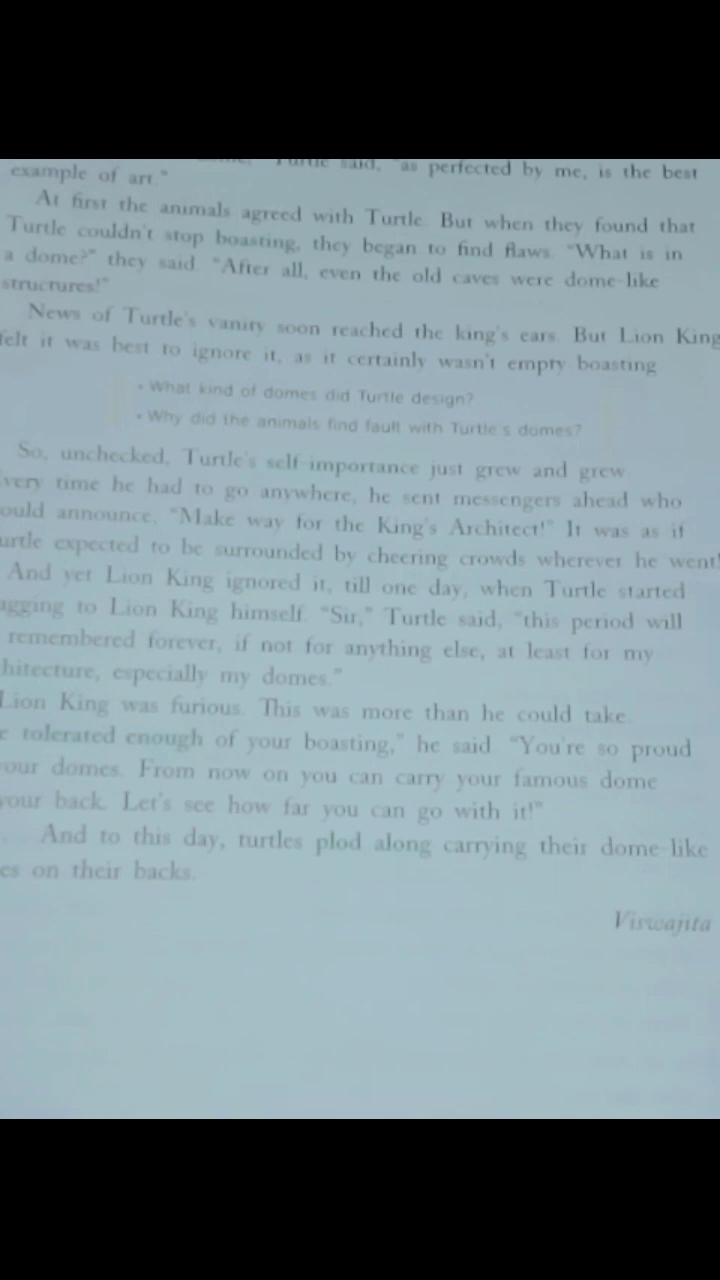 Turtle said, "as perfected by me, is the best
example of art."
At first the animals agreed with Turtle. But when they found that
Turtle couldn't stop boasting, they began to find flaws. "What is in
a dome?" they said. "After all, even the old caves were dome-like
structures!"
News of Turtle's vanity soon reached the king's ears. But Lion King
felt it was best to ignore it, as it certainly wasn't empty boasting
• What kind of domes did Turtle design?
• Why did the animals find fault with Turtle's domes?
So, unchecked, Turtle's self-importance just grew and grew
very time he had to go anywhere, he sent messengers ahead who
ould announce, "Make way for the King's Architect!" It was as if
urtle expected to be surrounded by cheering crowds wherever he went!
And yet Lion King ignored it, till one day, when Turtle started
agging to Lion King himself. "Sir," Turtle said, "this period will
remembered forever, if not for anything else, at least for my
hitecture, especially my domes."
Lion King was furious. This was more than he could take.
e tolerated enough of your boasting," he said. "You're so proud
our domes. From now on you can carry your famous dome
your back. Let's see how far you can go with it!"
And to this day, turtles plod along carrying their dome-like
es on their backs.
Viswajita